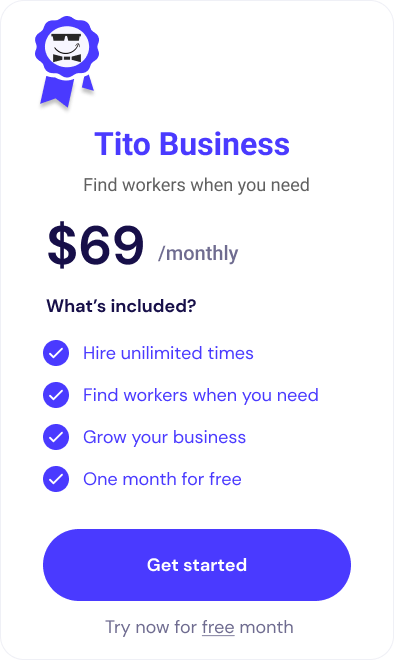 Tito Business
Find workers when you need
$69 /monthly
What's included?
Hire unilimited times
Find workers when you need
Grow your business
One month for free
Get started
Try now for free month